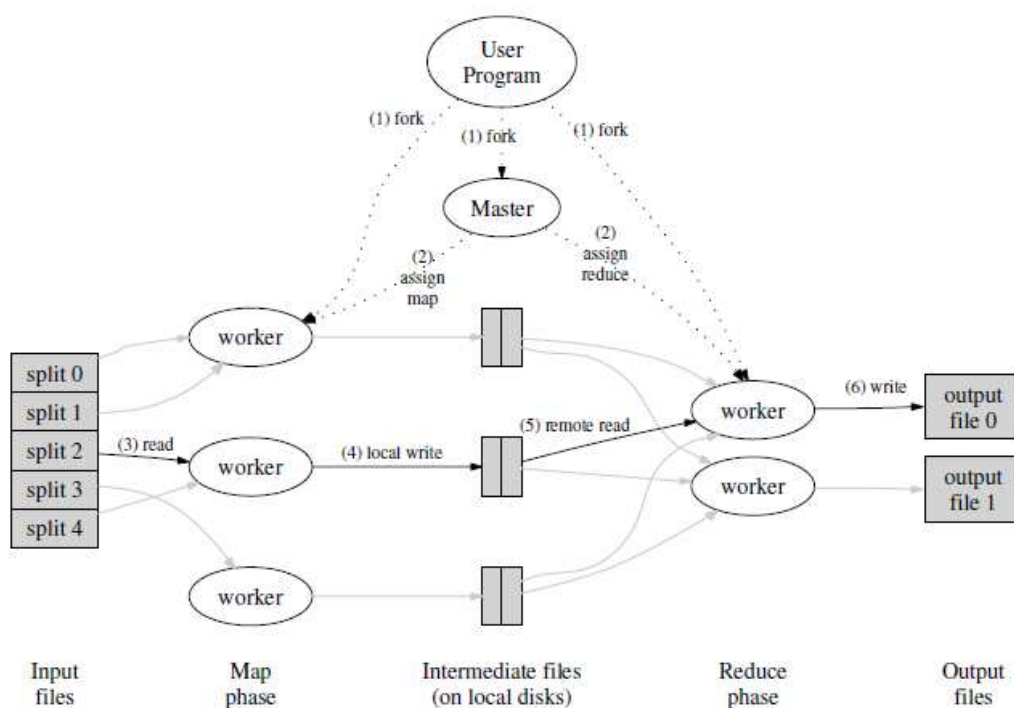 User
Program
(1) fork
(1) fork
(1) fork
Master
(2)
assign
map
(2)
assign
reduce
worker
split 0
split 1
split 2
split 3
split 4
(3) read
worker
(4) local write
(5) remote read
worker
(6) write
output
file 0
worker
output
file 1
worker
Input
files
Map
phase
Intermediate files
(on local disks)
Reduce
phase
Output
files